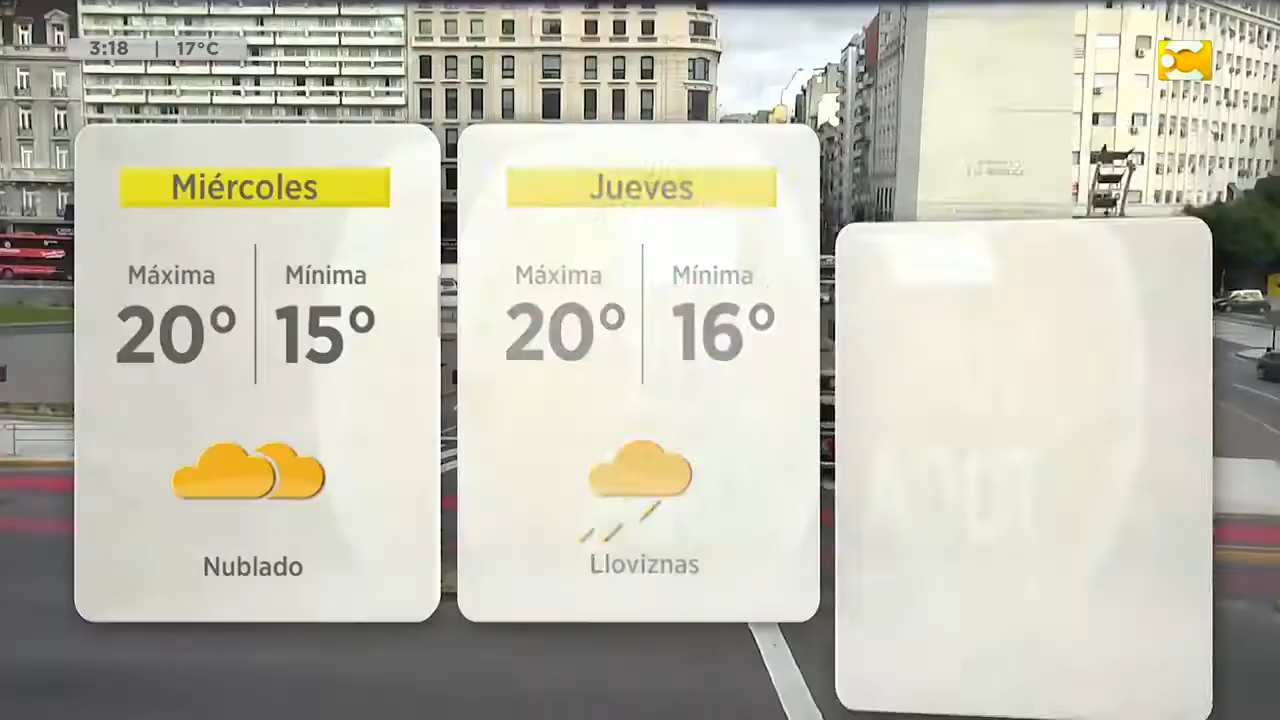 3:18 | 17°C
Miércoles
Máxima
Mínima
20°
15°
Nublado
Jueves
Máxima
Mínima
20°
16°
Lloviznas